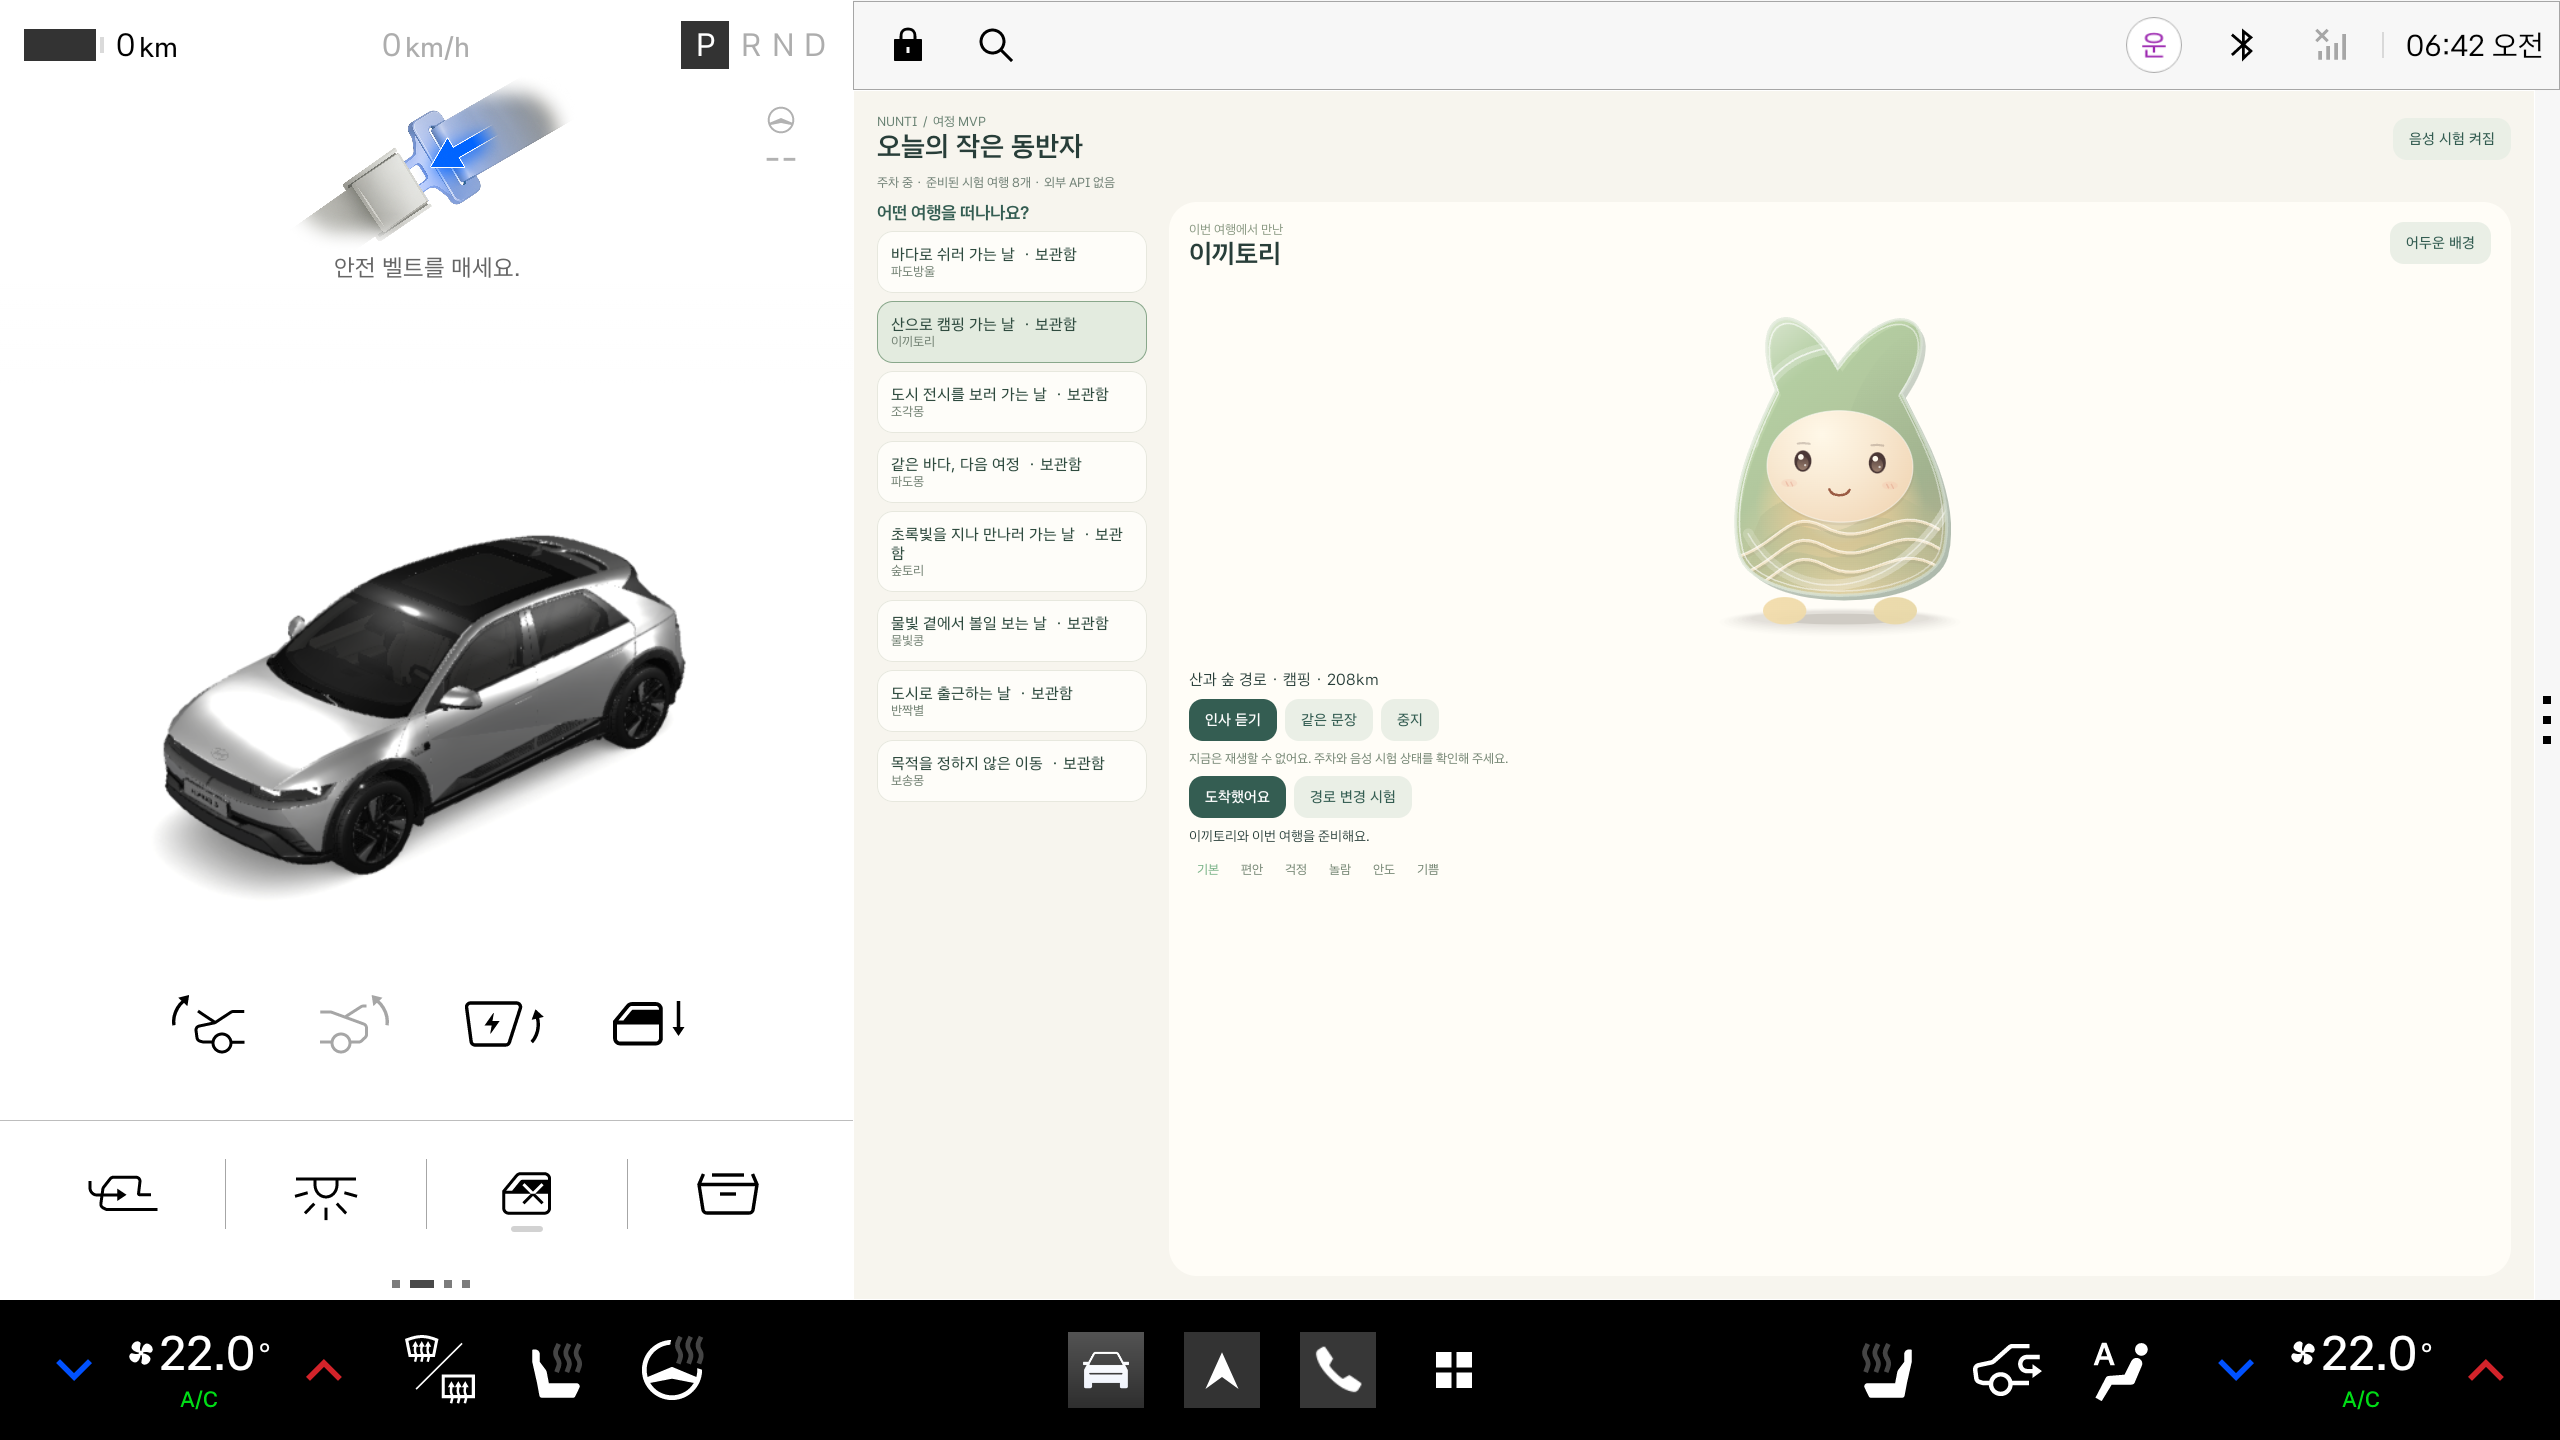 0 km
0 km/h
P R N D
06:42 오전
운
안전 벨트를 매세요.
NUNTI / 여정 MVP
오늘의 작은 동반자
음성 시험 켜짐
주차 중 · 준비된 시험 여행 8개 · 외부 API 없음
어떤 여행을 떠나나요?
바다로 쉬러 가는 날 · 보관함
파도방울
산으로 캠핑 가는 날 · 보관함
이끼토리
도시 전시를 보러 가는 날 · 보관함
조각몽
같은 바다, 다음 여정 · 보관함
파도몽
초록빛을 지나 만나러 가는 날 · 보관
함
숲토리
물빛 곁에서 볼일 보는 날 · 보관함
물빛콩
도시로 출근하는 날 · 보관함
반짝별
목적을 정하지 않은 이동 · 보관함
보송몽
이번 여행에서 만난
이끼토리
어두운 배경
산과 숲 경로 · 캠핑 · 208km
인사 듣기
같은 문장
중지
지금은 재생할 수 없어요. 주차와 음성 시험 상태를 확인해 주세요.
도착했어요
경로 변경 시험
이끼토리와 이번 여행을 준비해요.
기본 편안 걱정 놀람 안도 기쁨
22.0°
A/C
A
22.0°
A/C